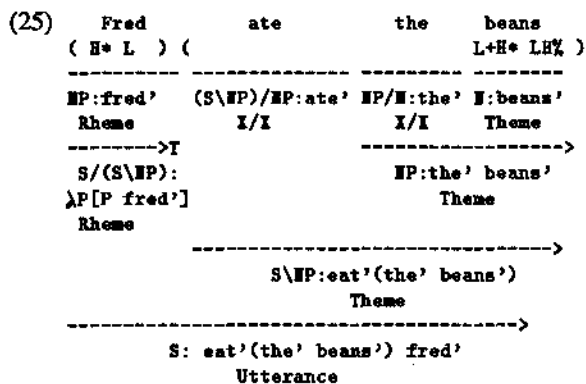 (25) Fred ate the beans
( H* L ) ( L+H* LH% )
NP:fred' (S\NP)/NP:ate' NP/N:the' N:beans'
Rheme X/X X/X Theme
-------->T ------------------>
S/(S\NP): NP:the' beans'
λP[P fred'] Theme
Rheme
------------------------------------->
S\NP:eat'(the' beans')
Theme
--------------------------------------------->
S: eat'(the' beans') fred'
Utterance